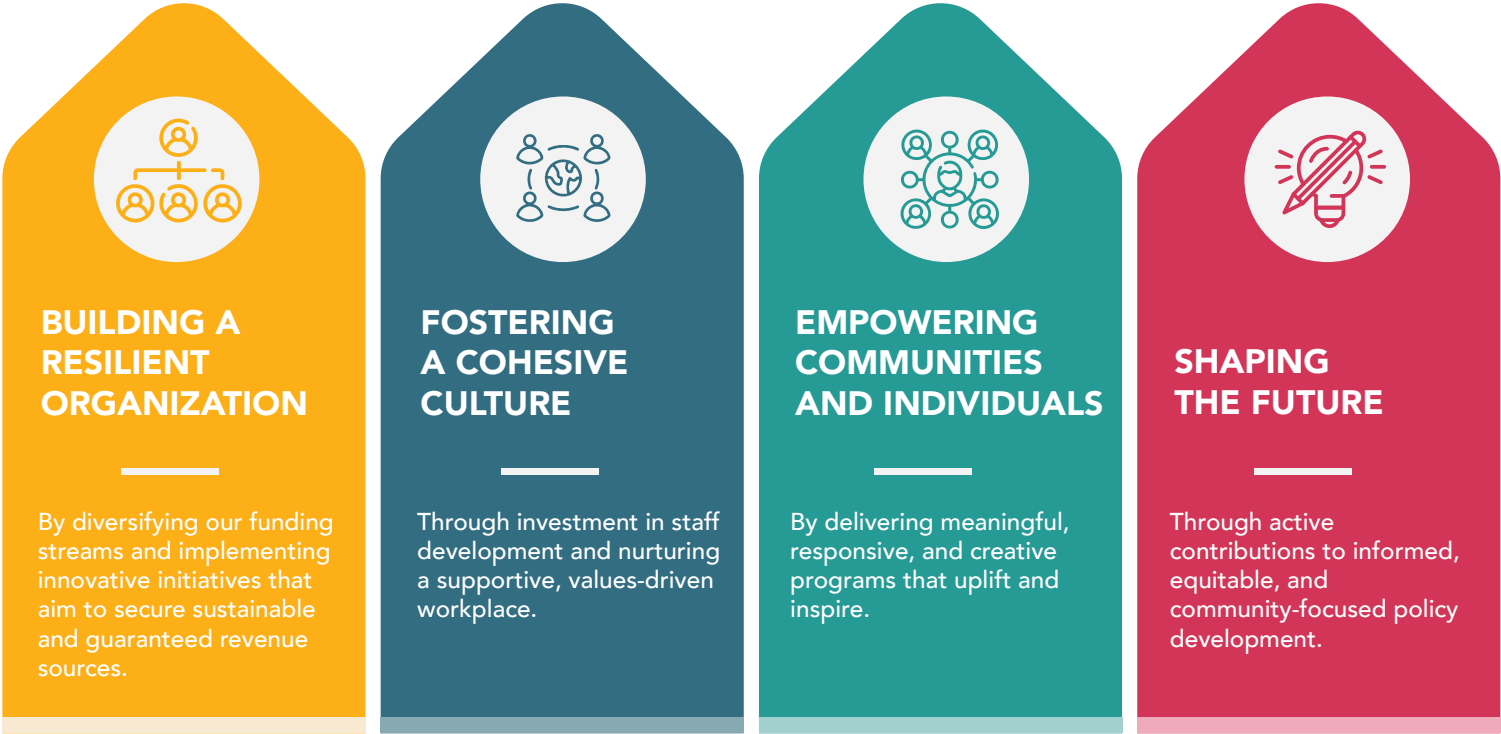 BUILDING A
RESILIENT
ORGANIZATION
By diversifying our funding
streams and implementing
innovative initiatives that
aim to secure sustainable
and guaranteed revenue
sources.
FOSTERING
A COHESIVE
CULTURE
Through investment in staff
development and nurturing
a supportive, values-driven
workplace.
EMPOWERING
COMMUNITIES
AND INDIVIDUALS
By delivering meaningful,
responsive, and creative
programs that uplift and
inspire.
SHAPING
THE FUTURE
Through active
contributions to informed,
equitable, and
community-focused policy
development.